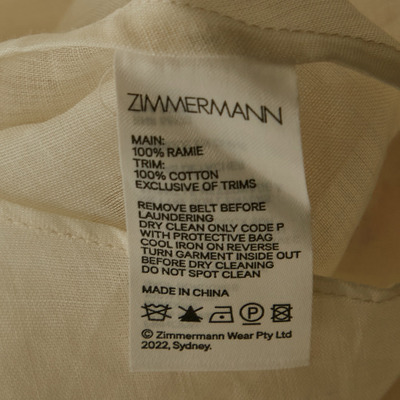 ZIMMERMANN
MAIN:
100% RAMIE
TRIM:
100% COTTON
EXCLUSIVE OF TRIMS
REMOVE BELT BEFORE
LAUNDERING
DRY CLEAN ONLY CODE P
WITH PROTECTIVE BAG
COOL IRON ON REVERSE
TURN GARMENT INSIDE OUT
BEFORE DRY CLEANING
DO NOT SPOT CLEAN
MADE IN CHINA
P
© Zimmermann Wear Pty Ltd
2022, Sydney.